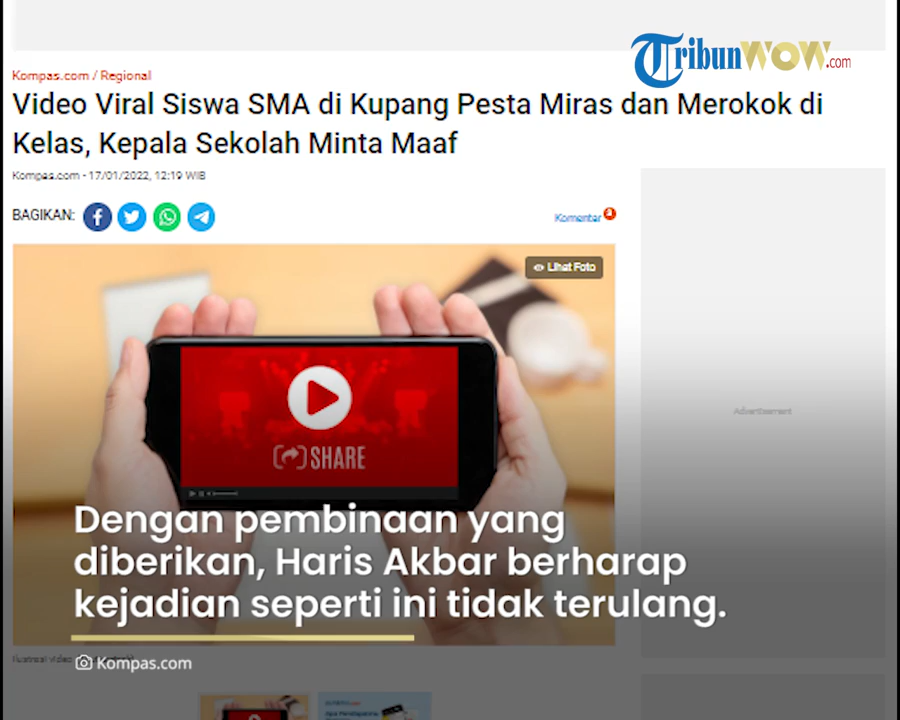 TribunWOW.com
Kompas.com / Regional
Video Viral Siswa SMA di Kupang Pesta Miras dan Merokok di
Kelas, Kepala Sekolah Minta Maaf
Kompas.com - 17/01/2022, 12:19 WIB
BAGIKAN:
Komentar
Lihat Foto
Advertisement
SHARE
Dengan pembinaan yang
diberikan, Haris Akbar berharap
kejadian seperti ini tidak terulang.
Ilustrasi video
Kompas.com